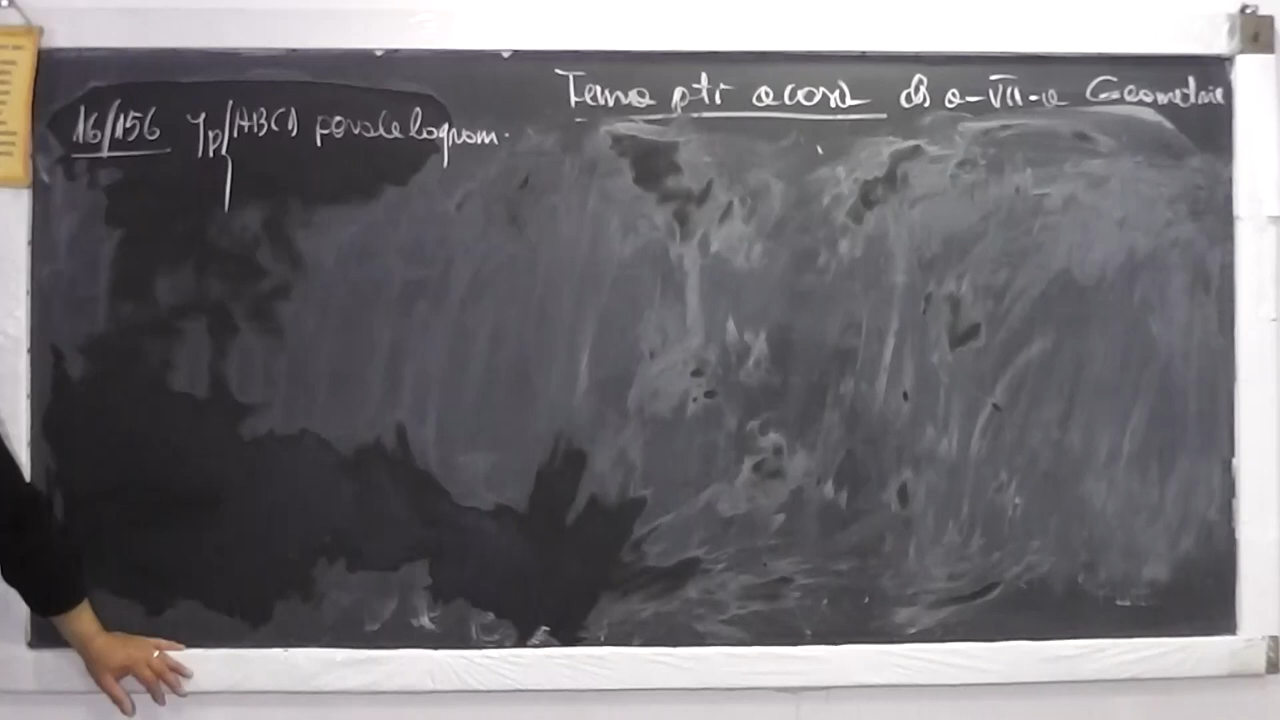 Tema ptr acasă cls a-VII-a Geometrie
16/156 Ip ABCD paralelogram.